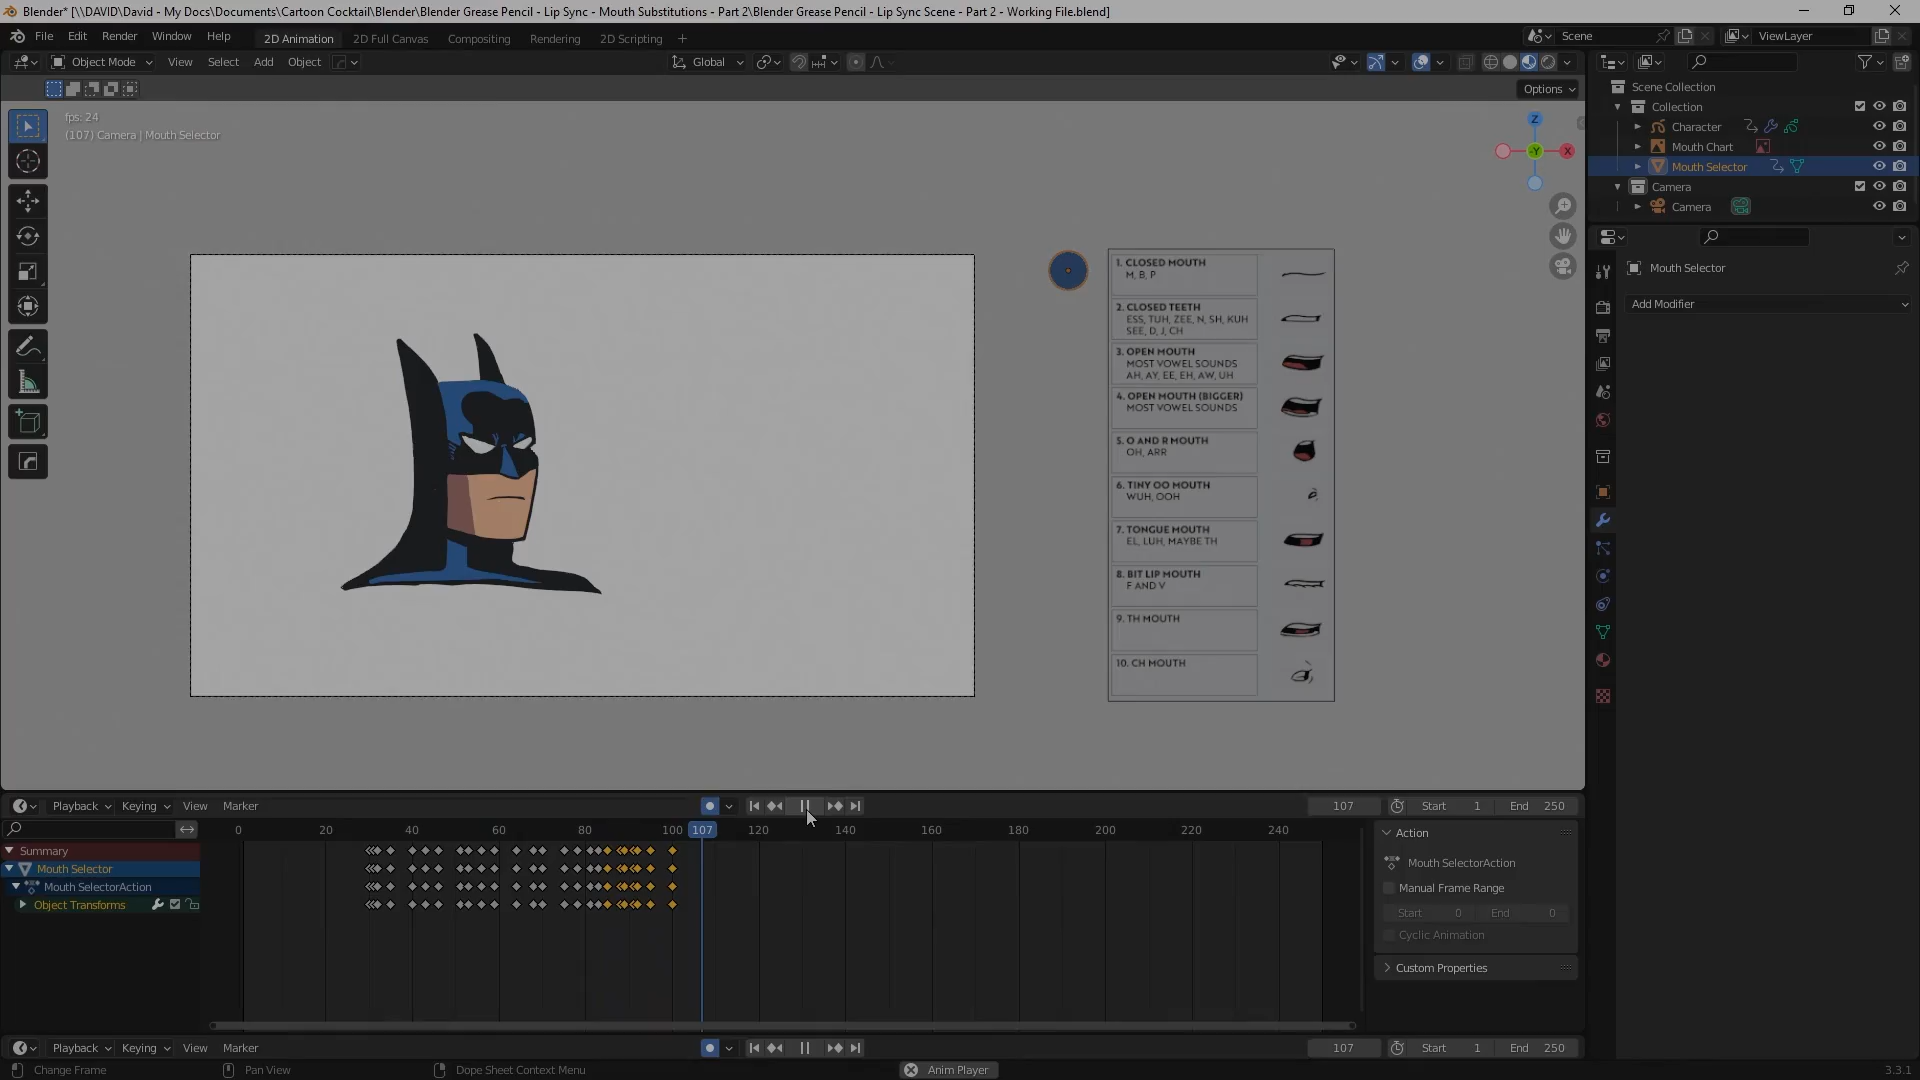 Blender* [\\DAVID\David - My Docs\Documents\Cartoon Cocktail\Blender\Blender Grease Pencil - Lip Sync - Mouth Substitutions - Part 2\Blender Grease Pencil - Lip Sync Scene - Part 2 - Working File.blend]
File Edit Render Window Help 2D Animation 2D Full Canvas Compositing Rendering 2D Scripting + Scene ViewLayer
Object Mode View Select Add Object Global
Options
Scene Collection
Collection
Character
Mouth Chart
Mouth Selector
Camera
Camera
fps: 24
(107) Camera | Mouth Selector
Z
-Y
X
Mouth Selector
Add Modifier
1. CLOSED MOUTH
M, B, P
2. CLOSED TEETH
ESS, TUH, ZEE, N, SH, KUH
SEE, D, J, CH
3. OPEN MOUTH
MOST VOWEL SOUNDS
AH, AY, EE, EH, AW, UH
4. OPEN MOUTH (BIGGER)
MOST VOWEL SOUNDS
5. O AND R MOUTH
OH, ARR
6. TINY OO MOUTH
WUH, OOH
7. TONGUE MOUTH
EL, LUH, MAYBE TH
8. BIT LIP MOUTH
F AND V
9. TH MOUTH
10. CH MOUTH
Playback Keying View Marker 107 Start 1 End 250
0 20 40 60 80 100 107 120 140 160 180 200 220 240
Summary
Mouth Selector
Mouth SelectorAction
Object Transforms
Action
Mouth SelectorAction
Manual Frame Range
Start 0 End 0
Cyclic Animation
Custom Properties
Playback Keying View Marker 107 Start 1 End 250
Change Frame Pan View Dope Sheet Context Menu Anim Player 3.3.1